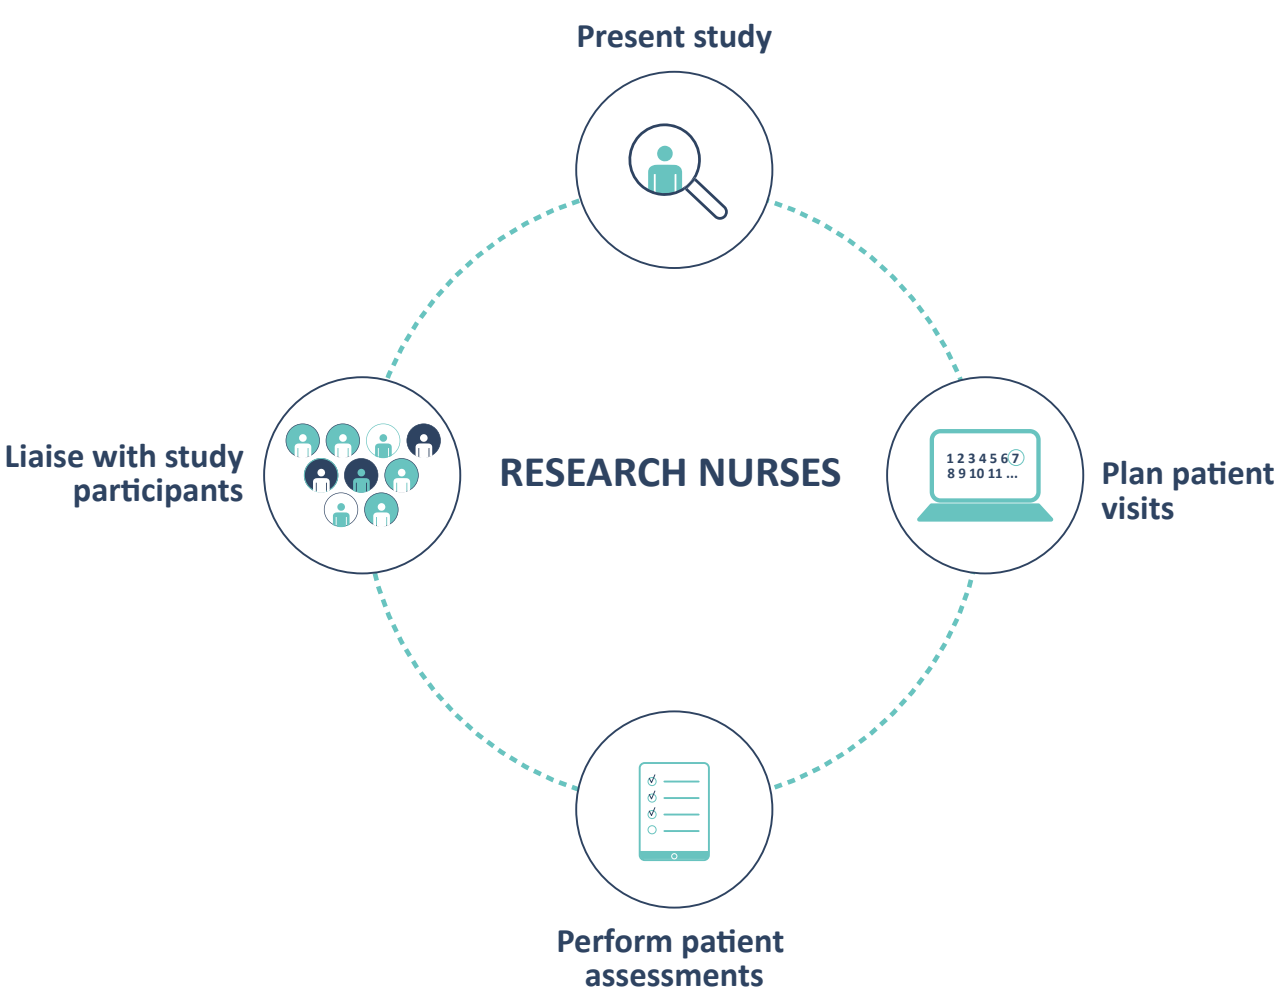 Present study
1 2 3 4 5 6 7
8 9 10 11 ...
Liaise with study
participants
RESEARCH NURSES
Plan patient
visits
Perform patient
assessments